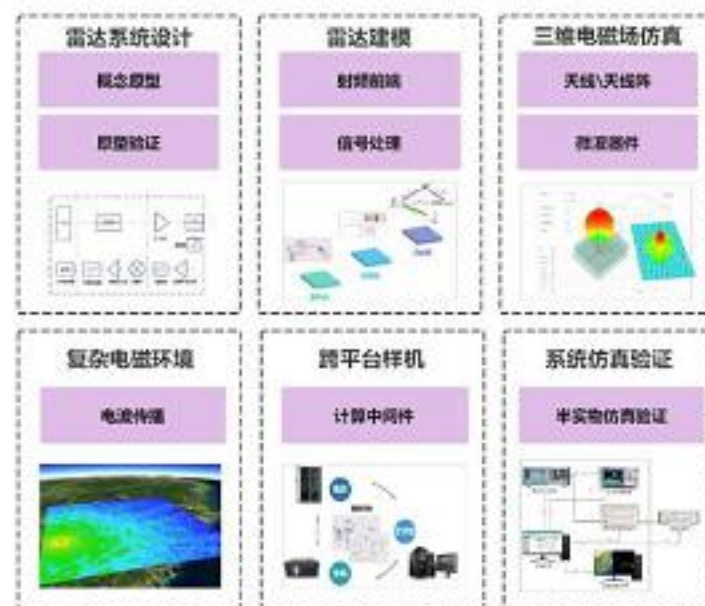 雷达系统设计
概念原型
原型验证
雷达建模
射频前端
信号处理
三维电磁场仿真
天线\天线阵
微波器件
复杂电磁环境
电波传播
跨平台样机
计算中间件
系统仿真验证
半实物仿真验证